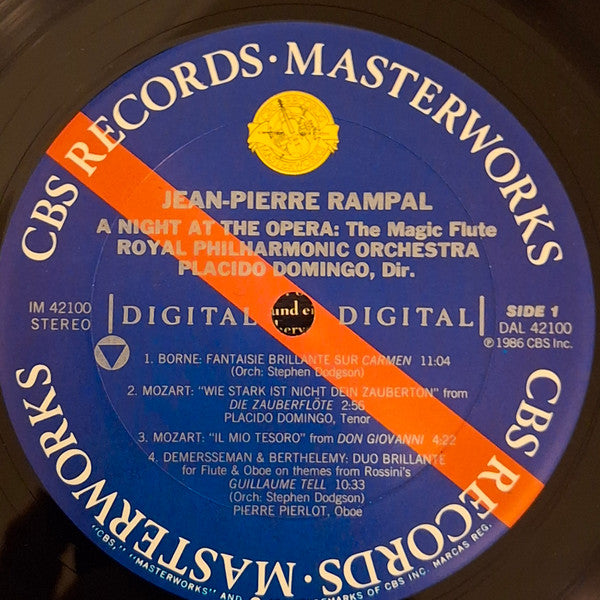 CBS RECORDS · MASTERWORKS
JEAN-PIERRE RAMPAL
A NIGHT AT THE OPERA: The Magic Flute
ROYAL PHILHARMONIC ORCHESTRA
PLACIDO DOMINGO, Dir.
IM 42100
STEREO
DIGITAL
DIGITAL
SIDE 1
DAL 42100
℗ 1986 CBS Inc.
und
1. BORNE: FANTAISIE BRILLANTE SUR CARMEN 11:04
(Orch: Stephen Dodgson)
2. MOZART: "WIE STARK IST NICHT DEIN ZAUBERTON" from
DIE ZAUBERFLÖTE 2:56
PLACIDO DOMINGO, Tenor
3. MOZART: "IL MIO TESORO" from DON GIOVANNI 4:22
4. DEMERSSEMAN & BERTHELEMY: DUO BRILLANTE
for Flute & Oboe on themes from Rossini's
GUILLAUME TELL 10:33
(Orch: Stephen Dodgson)
PIERRE PIERLOT, Oboe
CBS RECORDS · MASTERWORKS
"CBS," "MASTERWORKS" AND TRADEMARKS OF CBS INC. MARCAS REG.